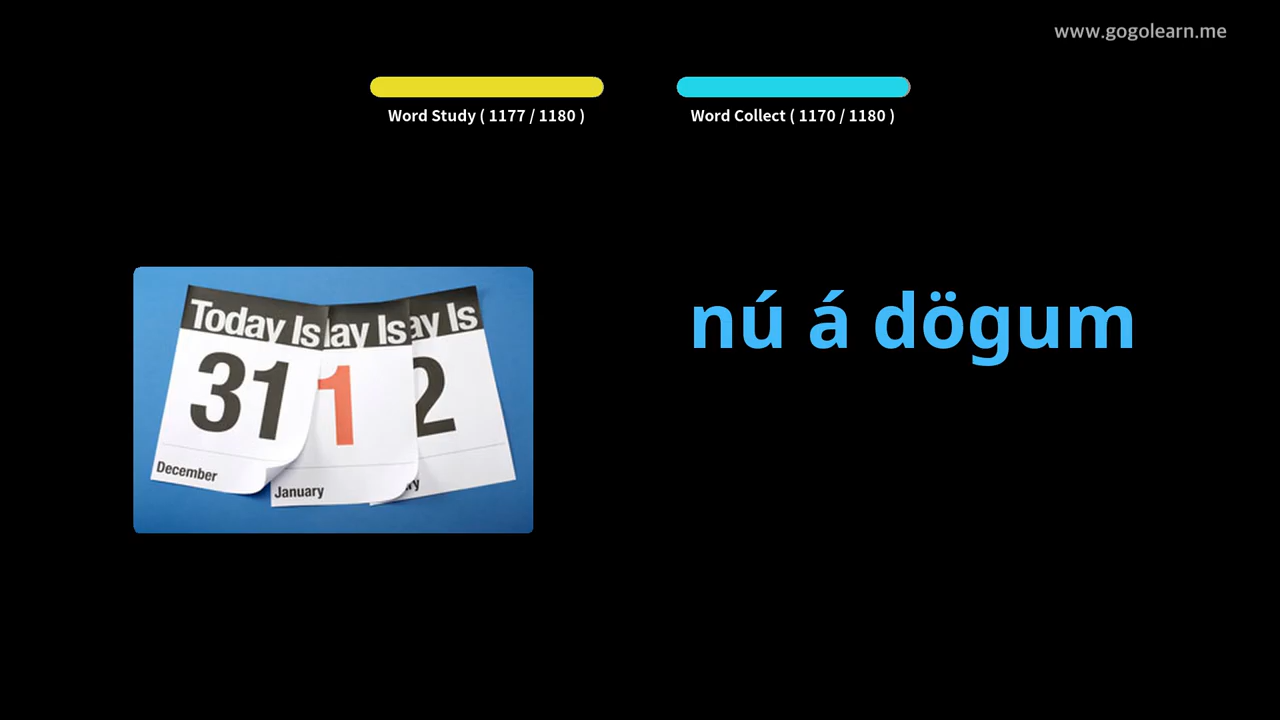 www.gogolearn.me
Word Study ( 1177 / 1180 )
Word Collect ( 1170 / 1180 )
nú á dögum
Today Is
31
December
lay Is
1
January
ay Is
2
ry